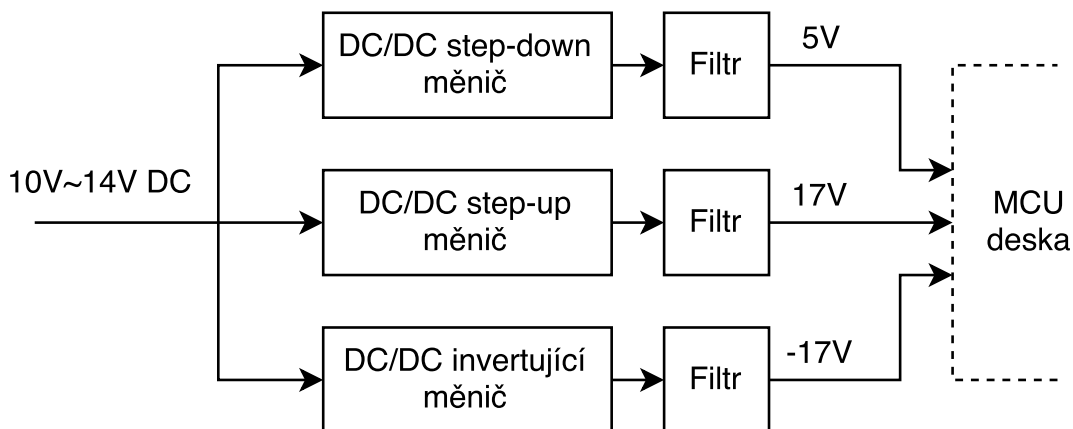 DC/DC step-down
měnič
Filtr
5V
10V~14V DC
DC/DC step-up
měnič
Filtr
17V
MCU
deska
DC/DC invertující
měnič
Filtr
-17V